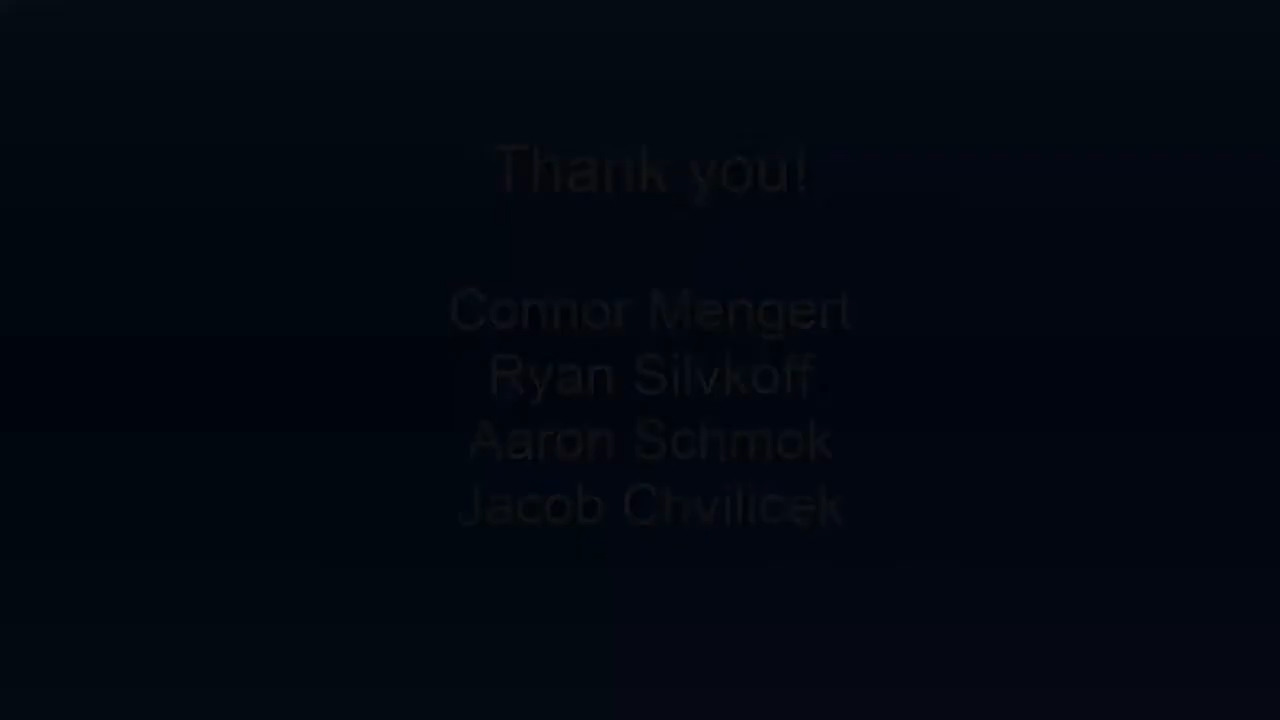 Thank you!
Connor Mengert
Ryan Silvkoff
Aaron Schmok
Jacob Chvilicek